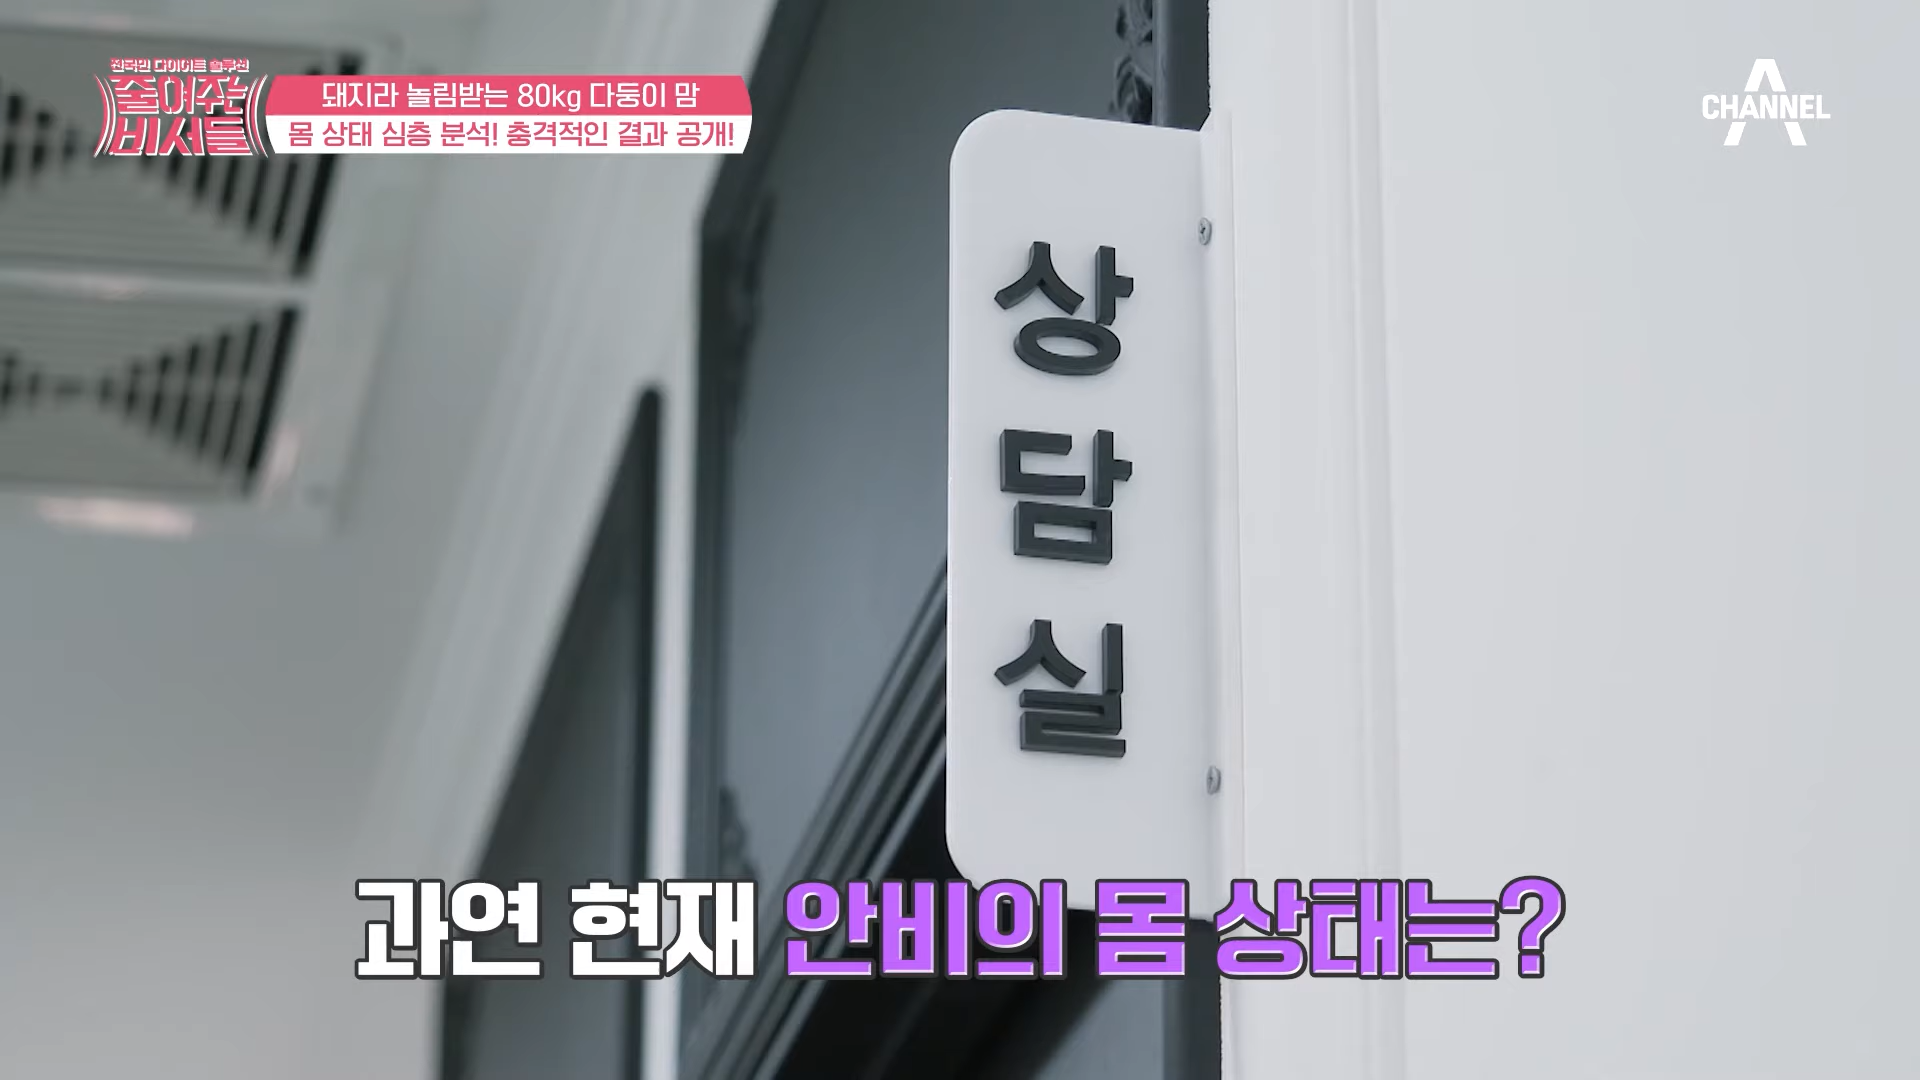 전국민 다이어트 솔루션
줄여주는
비서들
돼지라 놀림받는 80kg 다둥이 맘
몸 상태 심층 분석! 충격적인 결과 공개!
CHANNEL A
상
담
실
과연 현재 안비의 몸 상태는?